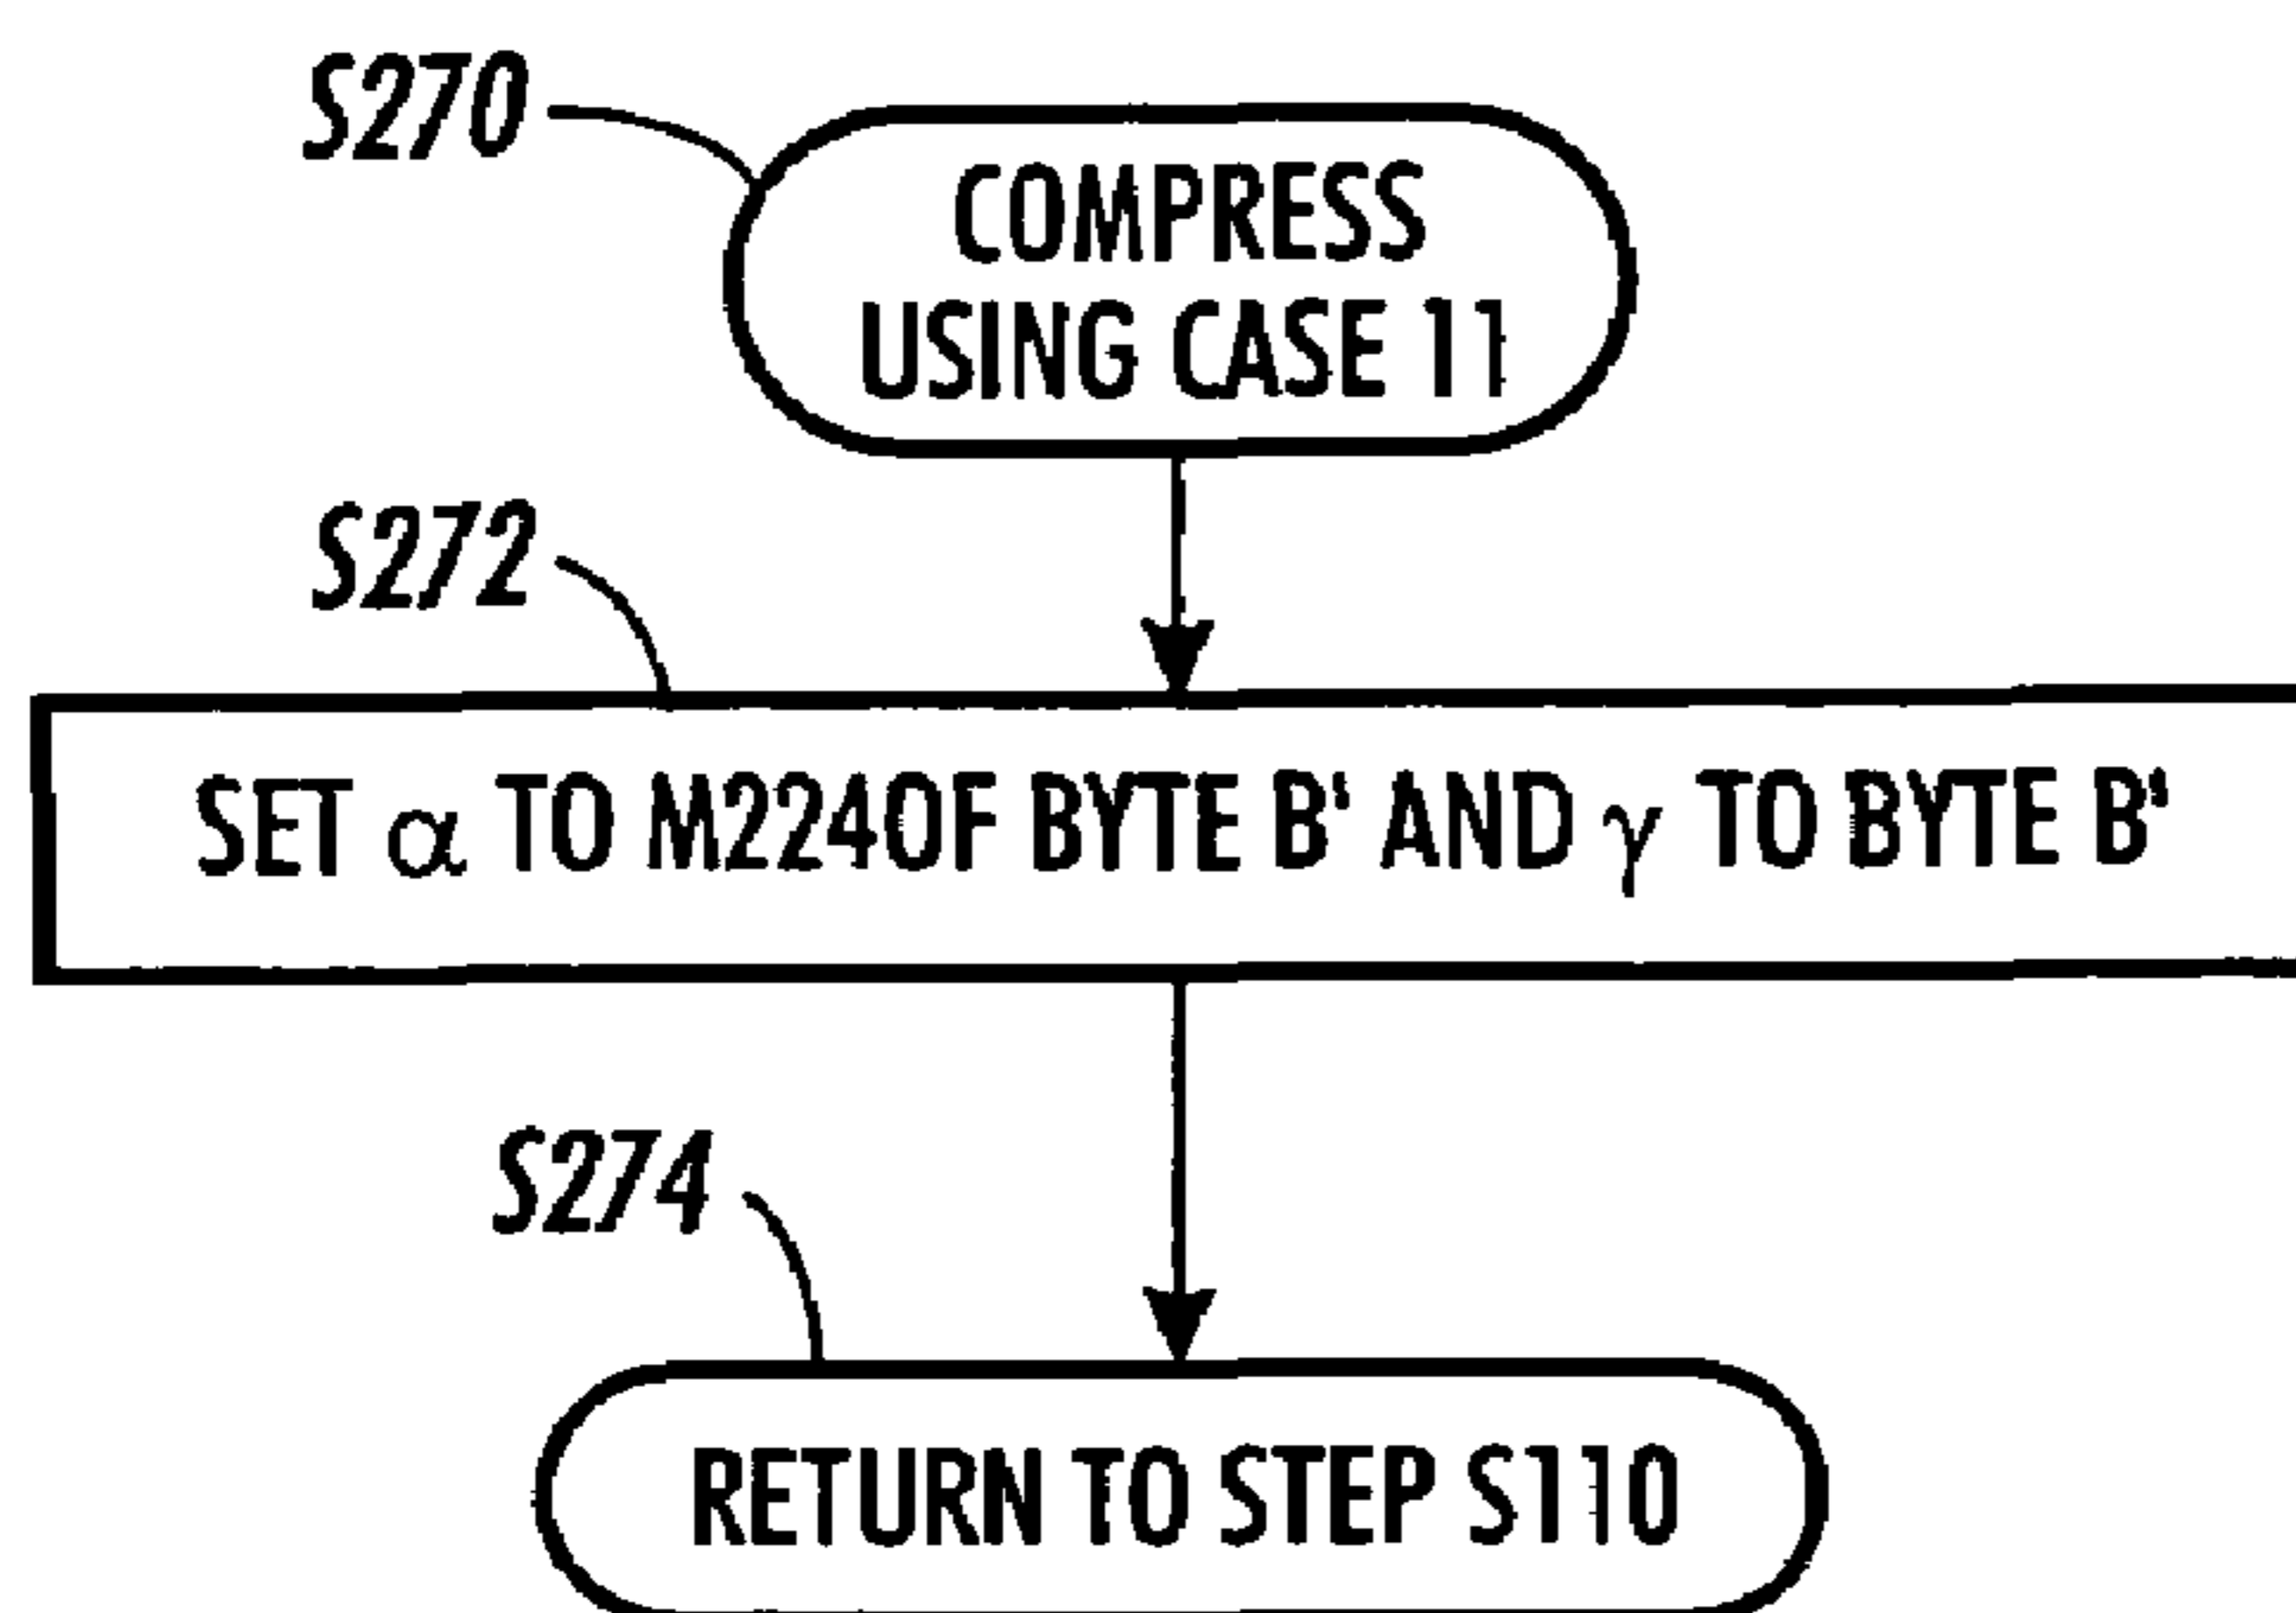 S270
COMPRESS
USING CASE 11
S272
SET α TO M224OF BYTE B' AND γ TO BYTE B'
S274
RETURN TO STEP S110